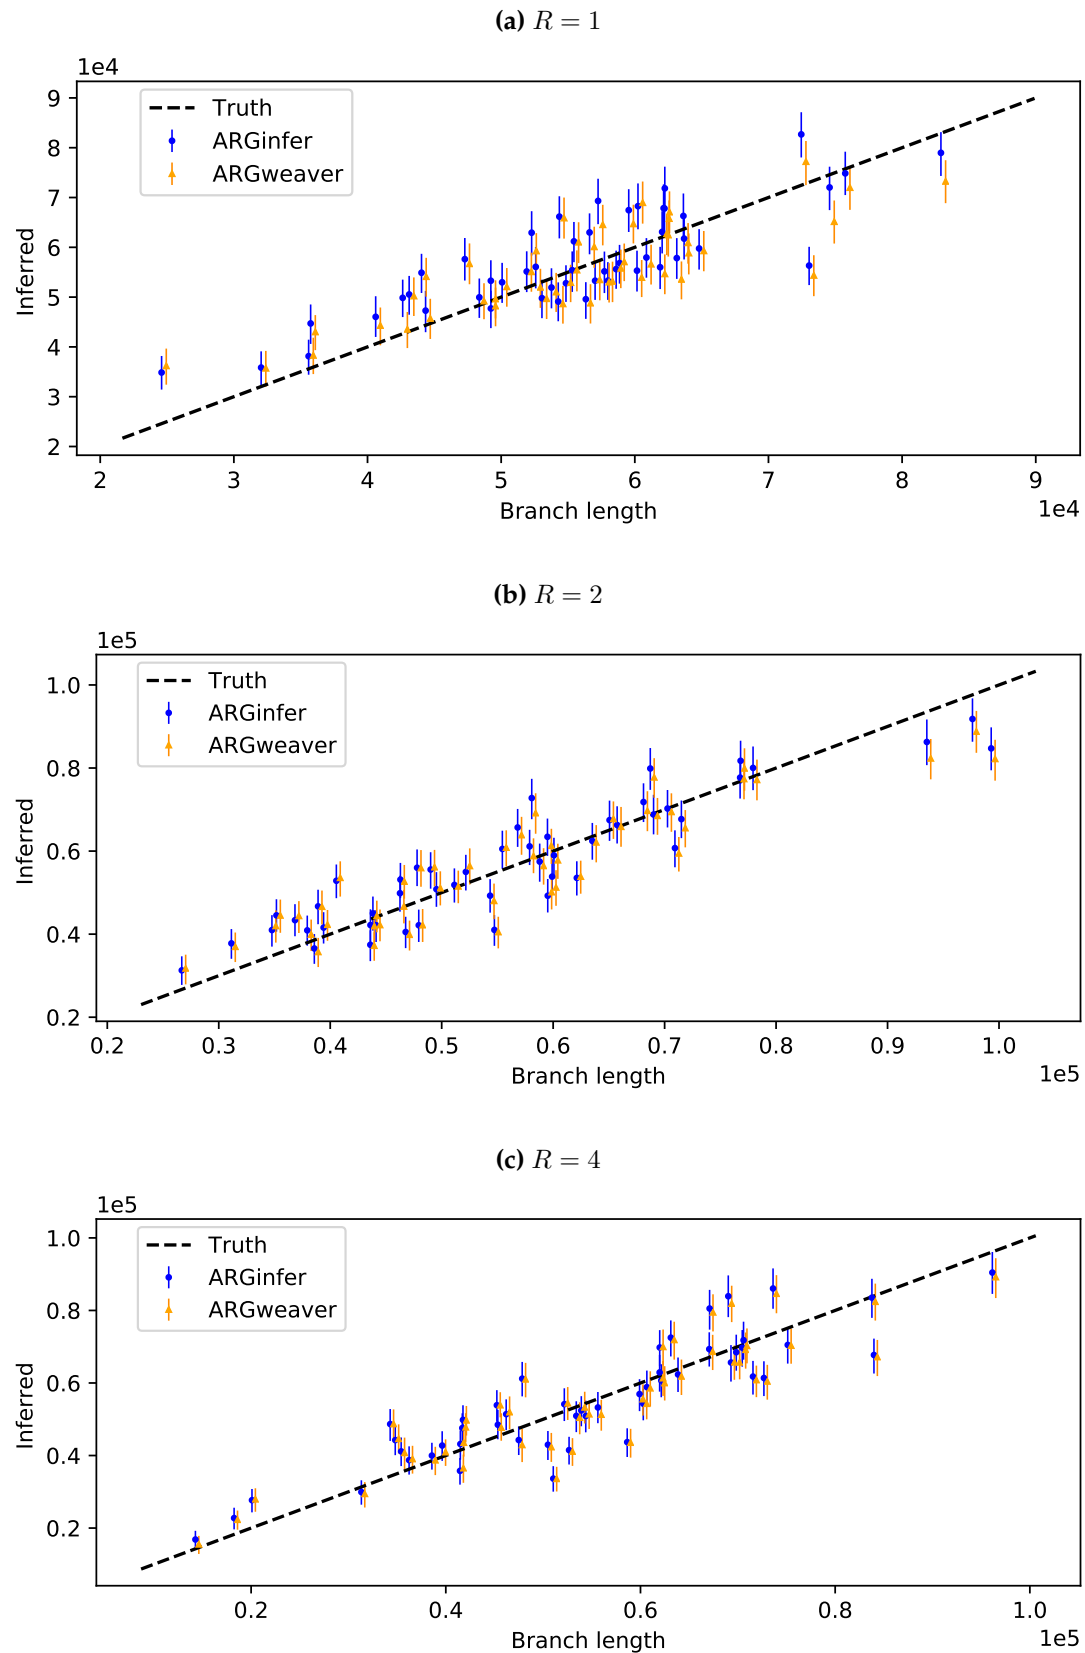 (a) R = 1
1e4
9
8
7
6
5
4
3
2
Inferred
Truth
ARGinfer
ARGweaver
2 3 4 5 6 7 8 9
Branch length
1e4
(b) R = 2
1e5
1.0
0.8
0.6
0.4
0.2
Inferred
Truth
ARGinfer
ARGweaver
0.2 0.3 0.4 0.5 0.6 0.7 0.8 0.9 1.0
Branch length
1e5
(c) R = 4
1e5
1.0
0.8
0.6
0.4
0.2
Inferred
Truth
ARGinfer
ARGweaver
0.2 0.4 0.6 0.8 1.0
Branch length
1e5